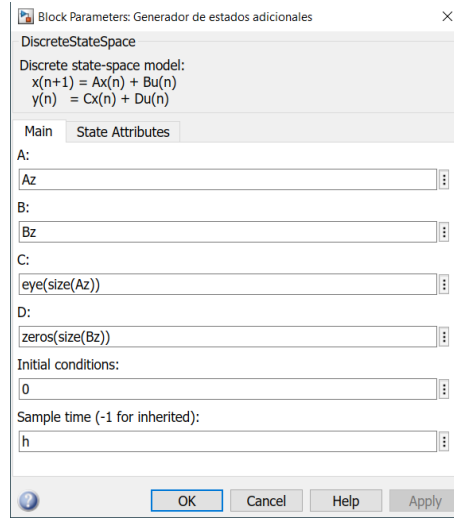 Block Parameters: Generador de estados adicionales
DiscreteStateSpace
Discrete state-space model:
x(n+1) = Ax(n) + Bu(n)
y(n) = Cx(n) + Du(n)
Main State Attributes
A:
Az
B:
Bz
C:
eye(size(Az))
D:
zeros(size(Bz))
Initial conditions:
0
Sample time (-1 for inherited):
h
OK Cancel Help Apply